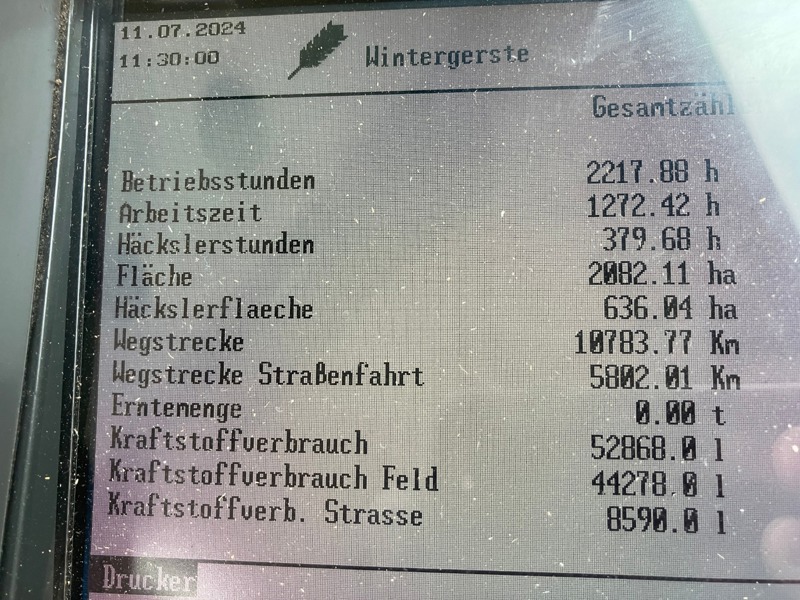 11.07.2024
11:30:00
Wintergerste
Gesamtzähl
Betriebsstunden 2217.88 h
Arbeitszeit 1272.42 h
Häckslerstunden 379.68 h
Fläche 2082.11 ha
Häckslerflaeche 636.04 ha
Wegstrecke 10783.77 Km
Wegstrecke Straßenfahrt 5802.01 Km
Erntemenge 0.00 t
Kraftstoffverbrauch 52868.0 l
Kraftstoffverbrauch Feld 44278.0 l
Kraftstoffverb. Strasse 8590.0 l
Drucker